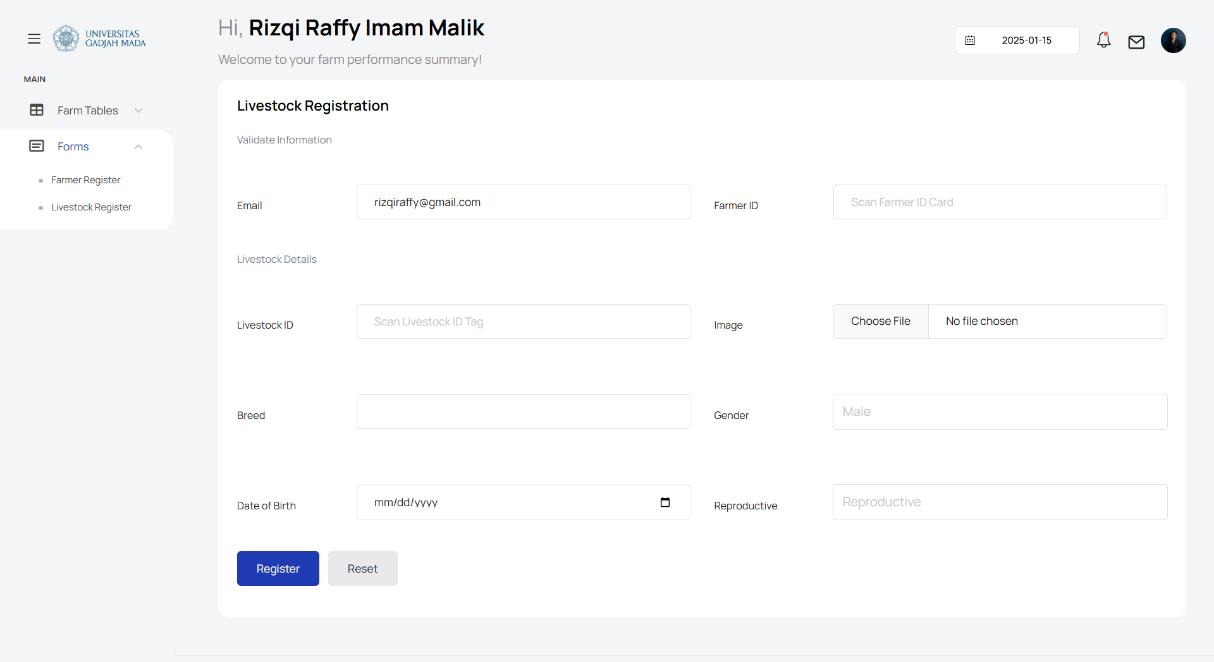 UNIVERSITAS
GADJAH MADA
Hi, Rizqi Raffy Imam Malik
Welcome to your farm performance summary!
2025-01-15
MAIN
Farm Tables
Forms
Farmer Register
Livestock Register
Livestock Registration
Validate Information
Email
rizqiraffy@gmail.com
Farmer ID
Scan Farmer ID Card
Livestock Details
Livestock ID
Scan Livestock ID Tag
Image
Choose File
No file chosen
Breed
Gender
Male
Date of Birth
mm/dd/yyyy
Reproductive
Reproductive
Register
Reset